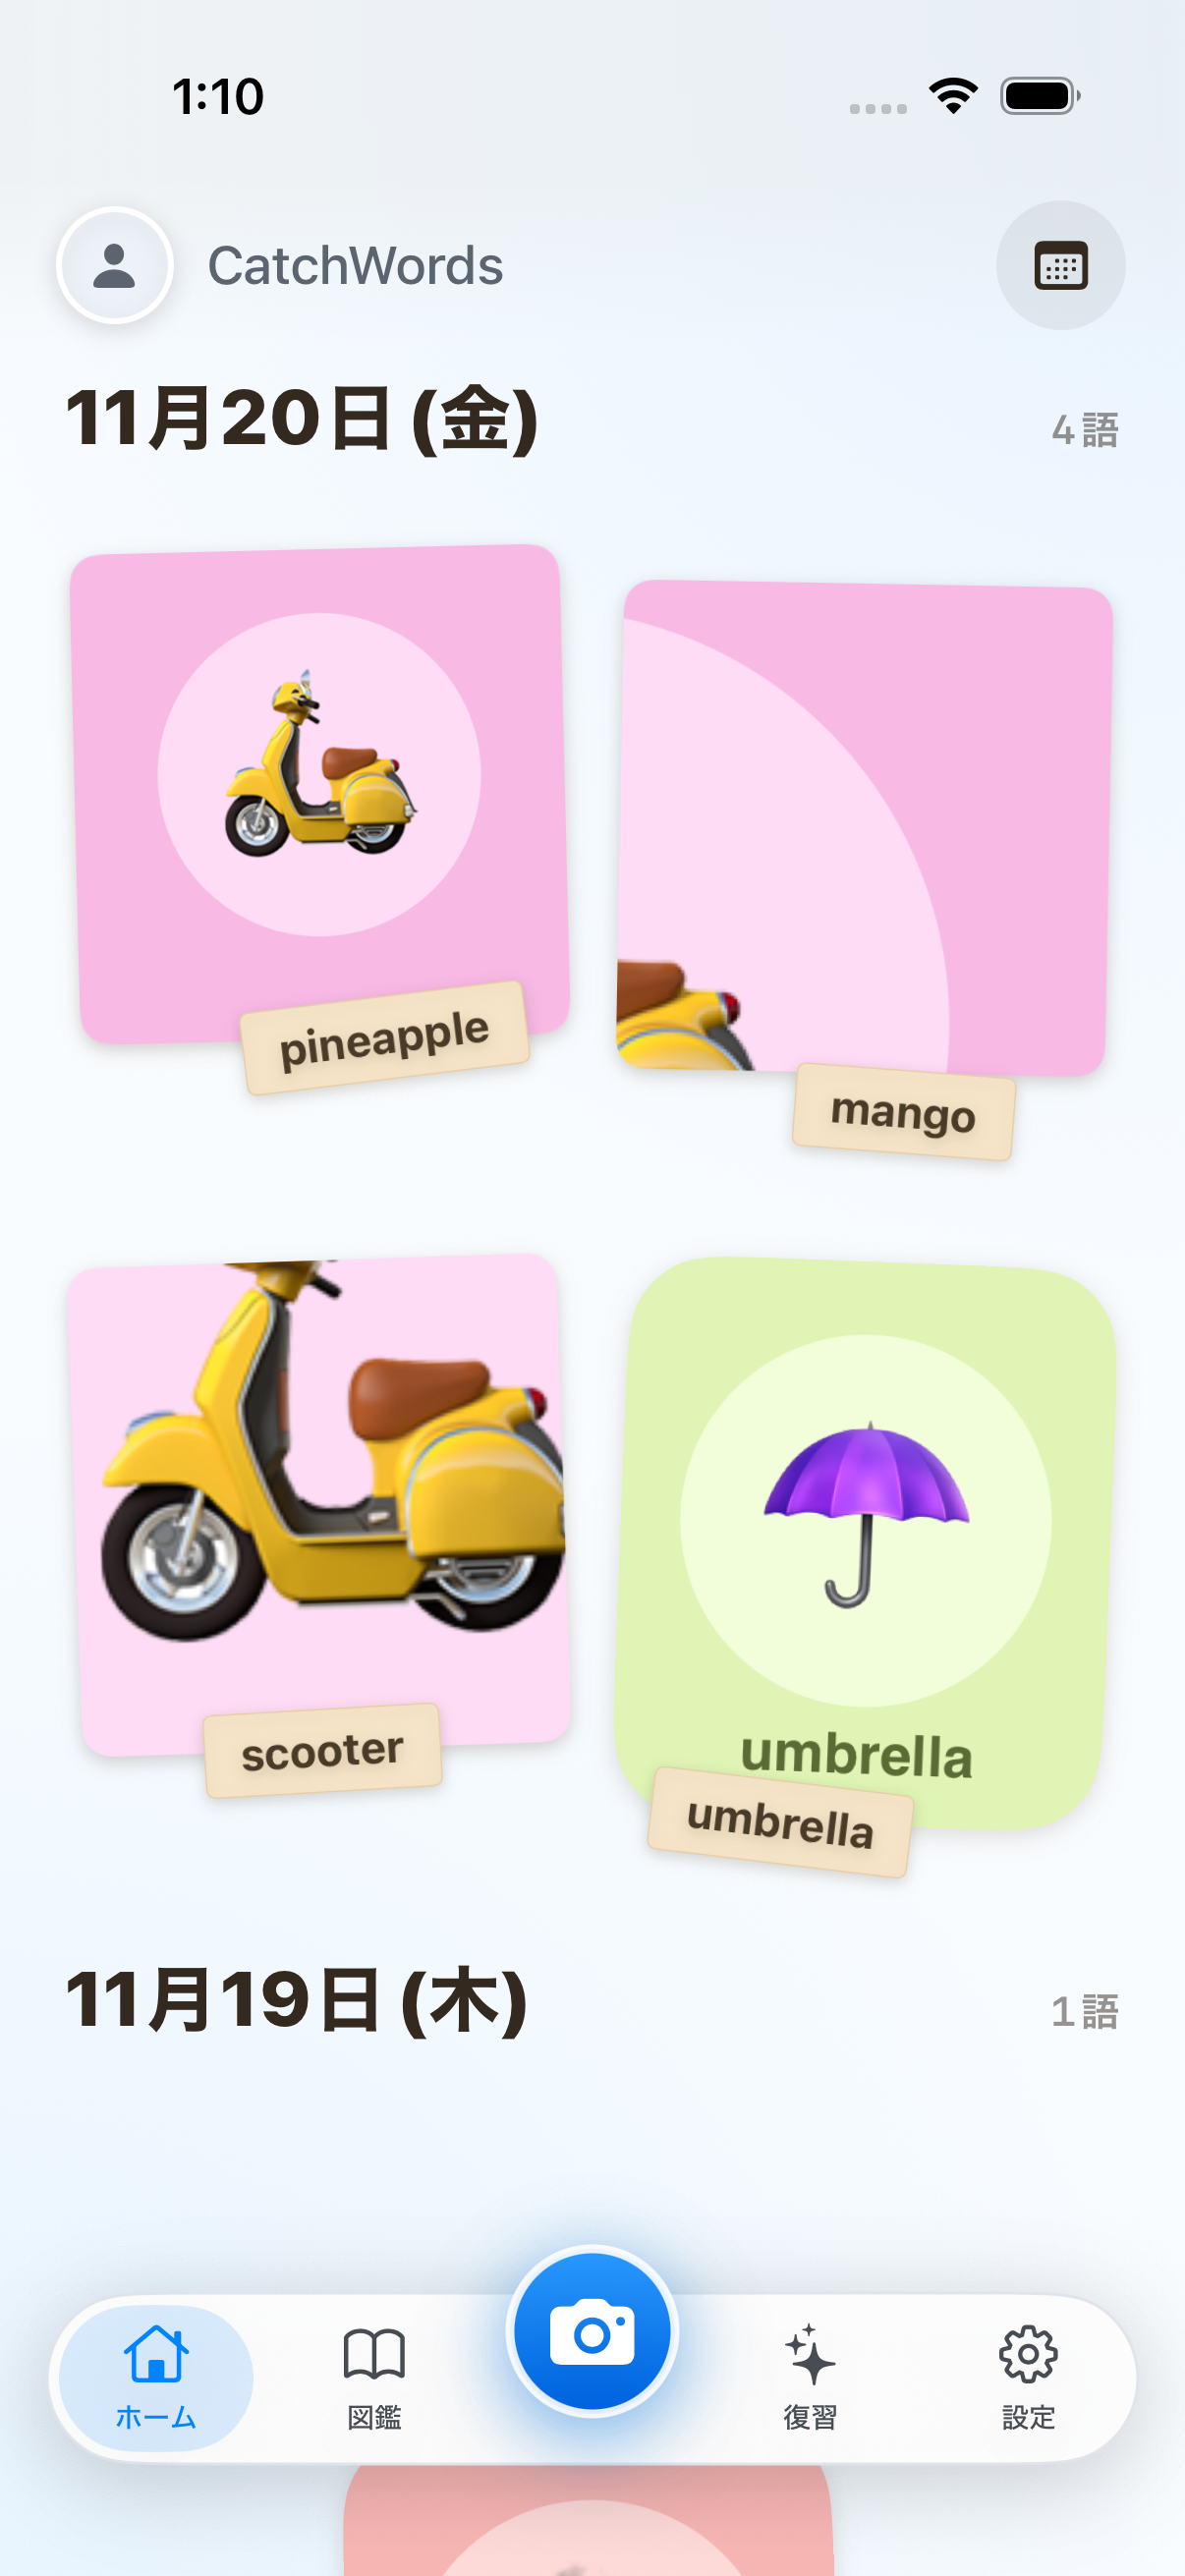 1:10
CatchWords
11月20日 (金)
4 語
pineapple
mango
scooter
umbrella
umbrella
11月19日 (木)
1 語
ホーム
図鑑
復習
設定